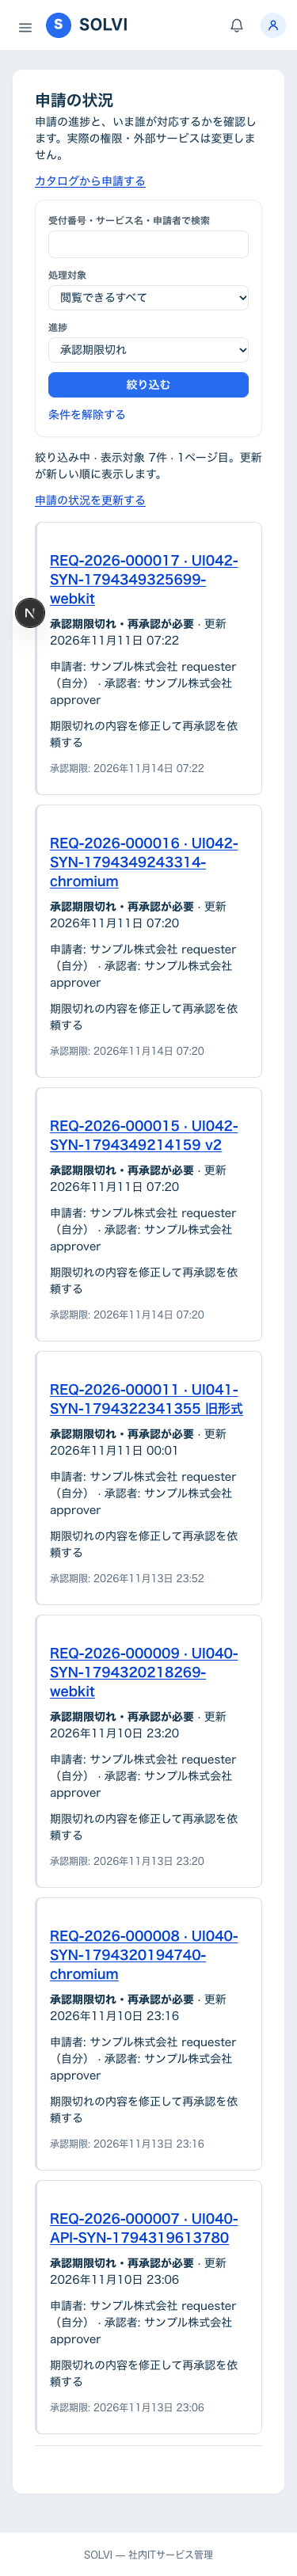 S SOLVI
申請の状況
申請の進捗と、いま誰が対応するかを確認し
ます。実際の権限・外部サービスは変更しま
せん。
カタログから申請する
受付番号・サービス名・申請者で検索
処理対象
閲覧できるすべて
進捗
承認期限切れ
絞り込む
条件を解除する
絞り込み中 · 表示対象 7件 · 1ページ目。更新
が新しい順に表示します。
申請の状況を更新する
N
REQ-2026-000017 · UI042-
SYN-1794349325699-
webkit
承認期限切れ・再承認が必要 · 更新
2026年11月11日 07:22
申請者: サンプル株式会社 requester
（自分） · 承認者: サンプル株式会社
approver
期限切れの内容を修正して再承認を依
頼する
承認期限: 2026年11月14日 07:22
REQ-2026-000016 · UI042-
SYN-1794349243314-
chromium
承認期限切れ・再承認が必要 · 更新
2026年11月11日 07:20
申請者: サンプル株式会社 requester
（自分） · 承認者: サンプル株式会社
approver
期限切れの内容を修正して再承認を依
頼する
承認期限: 2026年11月14日 07:20
REQ-2026-000015 · UI042-
SYN-1794349214159 v2
承認期限切れ・再承認が必要 · 更新
2026年11月11日 07:20
申請者: サンプル株式会社 requester
（自分） · 承認者: サンプル株式会社
approver
期限切れの内容を修正して再承認を依
頼する
承認期限: 2026年11月14日 07:20
REQ-2026-000011 · UI041-
SYN-1794322341355 旧形式
承認期限切れ・再承認が必要 · 更新
2026年11月11日 00:01
申請者: サンプル株式会社 requester
（自分） · 承認者: サンプル株式会社
approver
期限切れの内容を修正して再承認を依
頼する
承認期限: 2026年11月13日 23:52
REQ-2026-000009 · UI040-
SYN-1794320218269-
webkit
承認期限切れ・再承認が必要 · 更新
2026年11月10日 23:20
申請者: サンプル株式会社 requester
（自分） · 承認者: サンプル株式会社
approver
期限切れの内容を修正して再承認を依
頼する
承認期限: 2026年11月13日 23:20
REQ-2026-000008 · UI040-
SYN-1794320194740-
chromium
承認期限切れ・再承認が必要 · 更新
2026年11月10日 23:16
申請者: サンプル株式会社 requester
（自分） · 承認者: サンプル株式会社
approver
期限切れの内容を修正して再承認を依
頼する
承認期限: 2026年11月13日 23:16
REQ-2026-000007 · UI040-
API-SYN-1794319613780
承認期限切れ・再承認が必要 · 更新
2026年11月10日 23:06
申請者: サンプル株式会社 requester
（自分） · 承認者: サンプル株式会社
approver
期限切れの内容を修正して再承認を依
頼する
承認期限: 2026年11月13日 23:06
SOLVI — 社内ITサービス管理